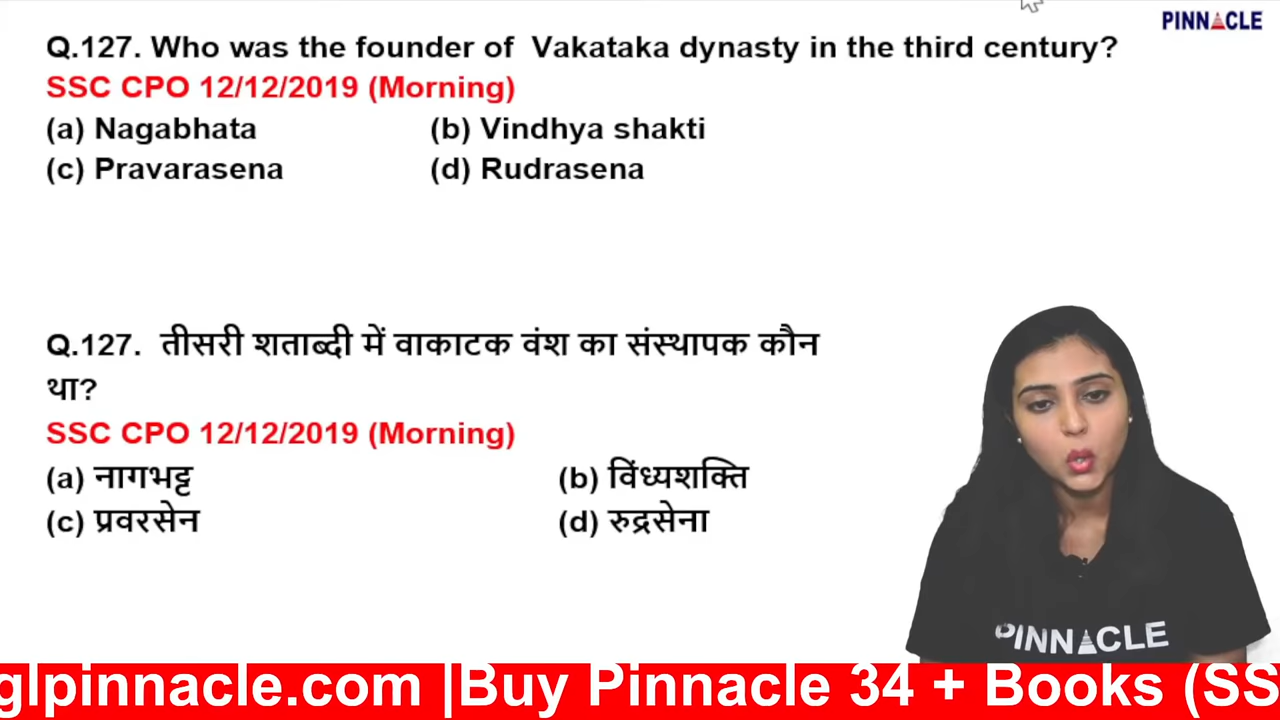 PINNACLE
Q.127. Who was the founder of Vakataka dynasty in the third century?
SSC CPO 12/12/2019 (Morning)
(a) Nagabhata (b) Vindhya shakti
(c) Pravarasena (d) Rudrasena
Q.127. तीसरी शताब्दी में वाकाटक वंश का संस्थापक कौन
था?
SSC CPO 12/12/2019 (Morning)
(a) नागभट्ट (b) विंध्यशक्ति
(c) प्रवरसेन (d) रुद्रसेना
PINNACLE
glpinnacle.com |Buy Pinnacle 34 + Books (SS